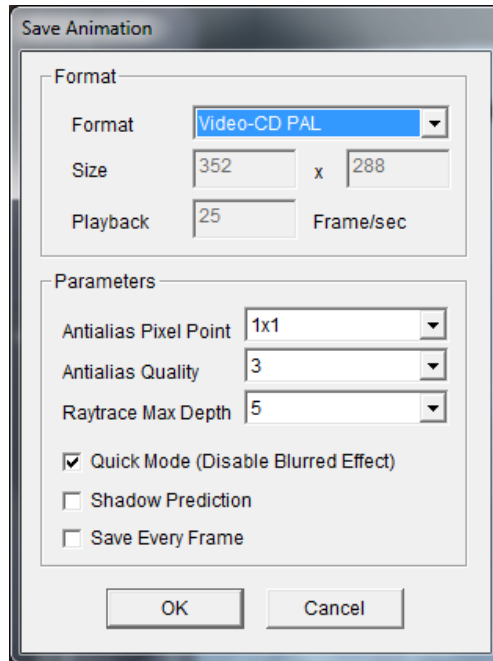 Save Animation
Format
Format Video-CD PAL
Size 352 x 288
Playback 25 Frame/sec
Parameters
Antialias Pixel Point 1x1
Antialias Quality 3
Raytrace Max Depth 5
Quick Mode (Disable Blurred Effect)
Shadow Prediction
Save Every Frame
OK Cancel